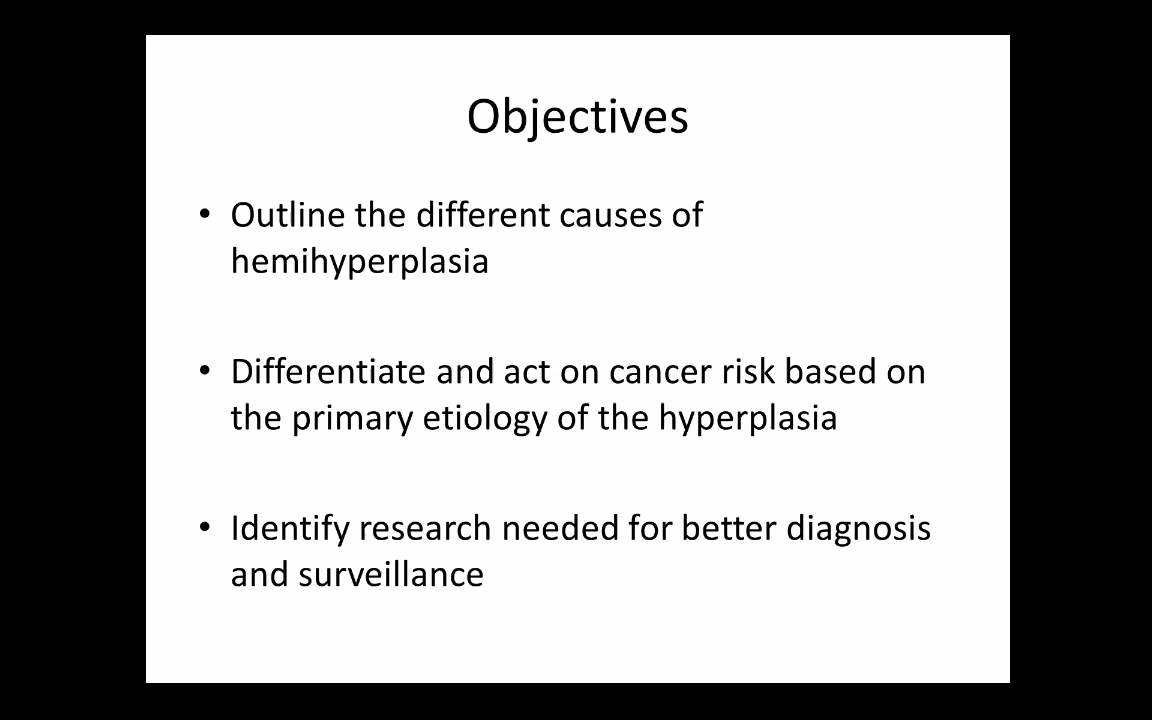 Objectives
• Outline the different causes of
hemihyperplasia
• Differentiate and act on cancer risk based on
the primary etiology of the hyperplasia
• Identify research needed for better diagnosis
and surveillance